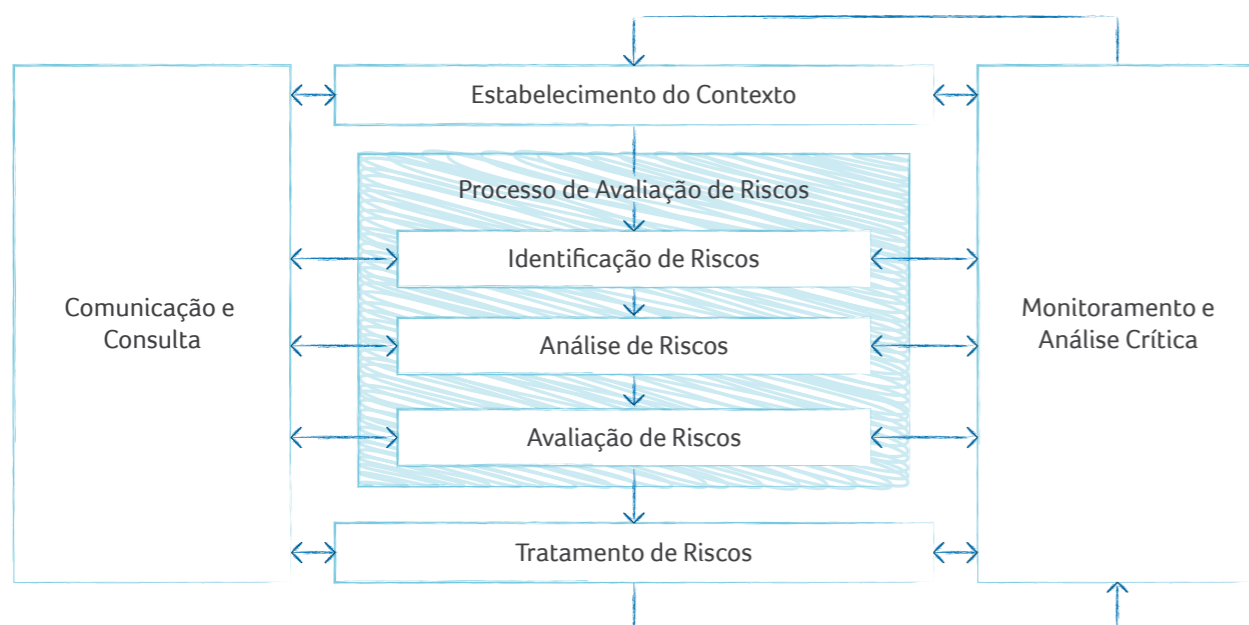 Estabelecimento do Contexto
Processo de Avaliação de Riscos
Identificação de Riscos
Comunicação e
Consulta
Análise de Riscos
Monitoramento e
Análise Crítica
Avaliação de Riscos
Tratamento de Riscos